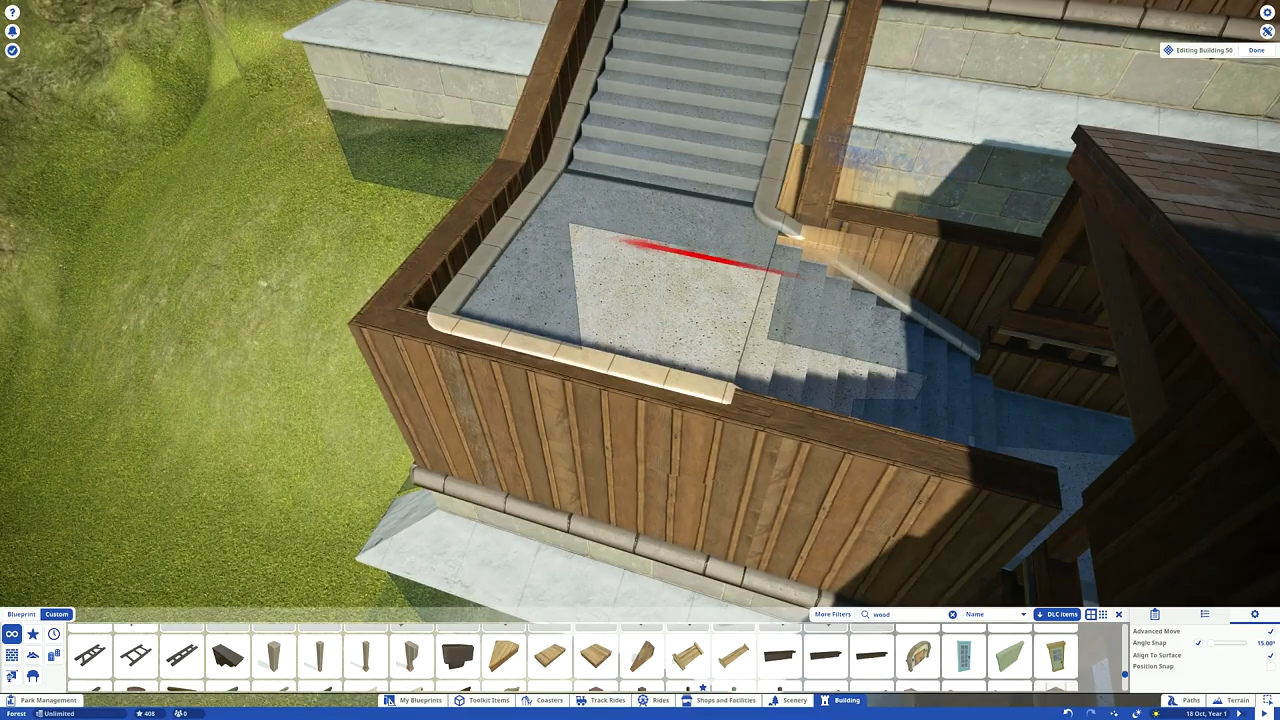 Editing Building 50
Done
Blueprint
Custom
More Filters
wood
Name
DLC items
Advanced Move
Angle Snap
15.00°
Align To Surface
Position Snap
Park Management
My Blueprints
Toolkit Items
Coasters
Track Rides
Rides
Shops and Facilities
Scenery
Building
Paths
Terrain
Forest
Unlimited
408
0
18 Oct, Year 1